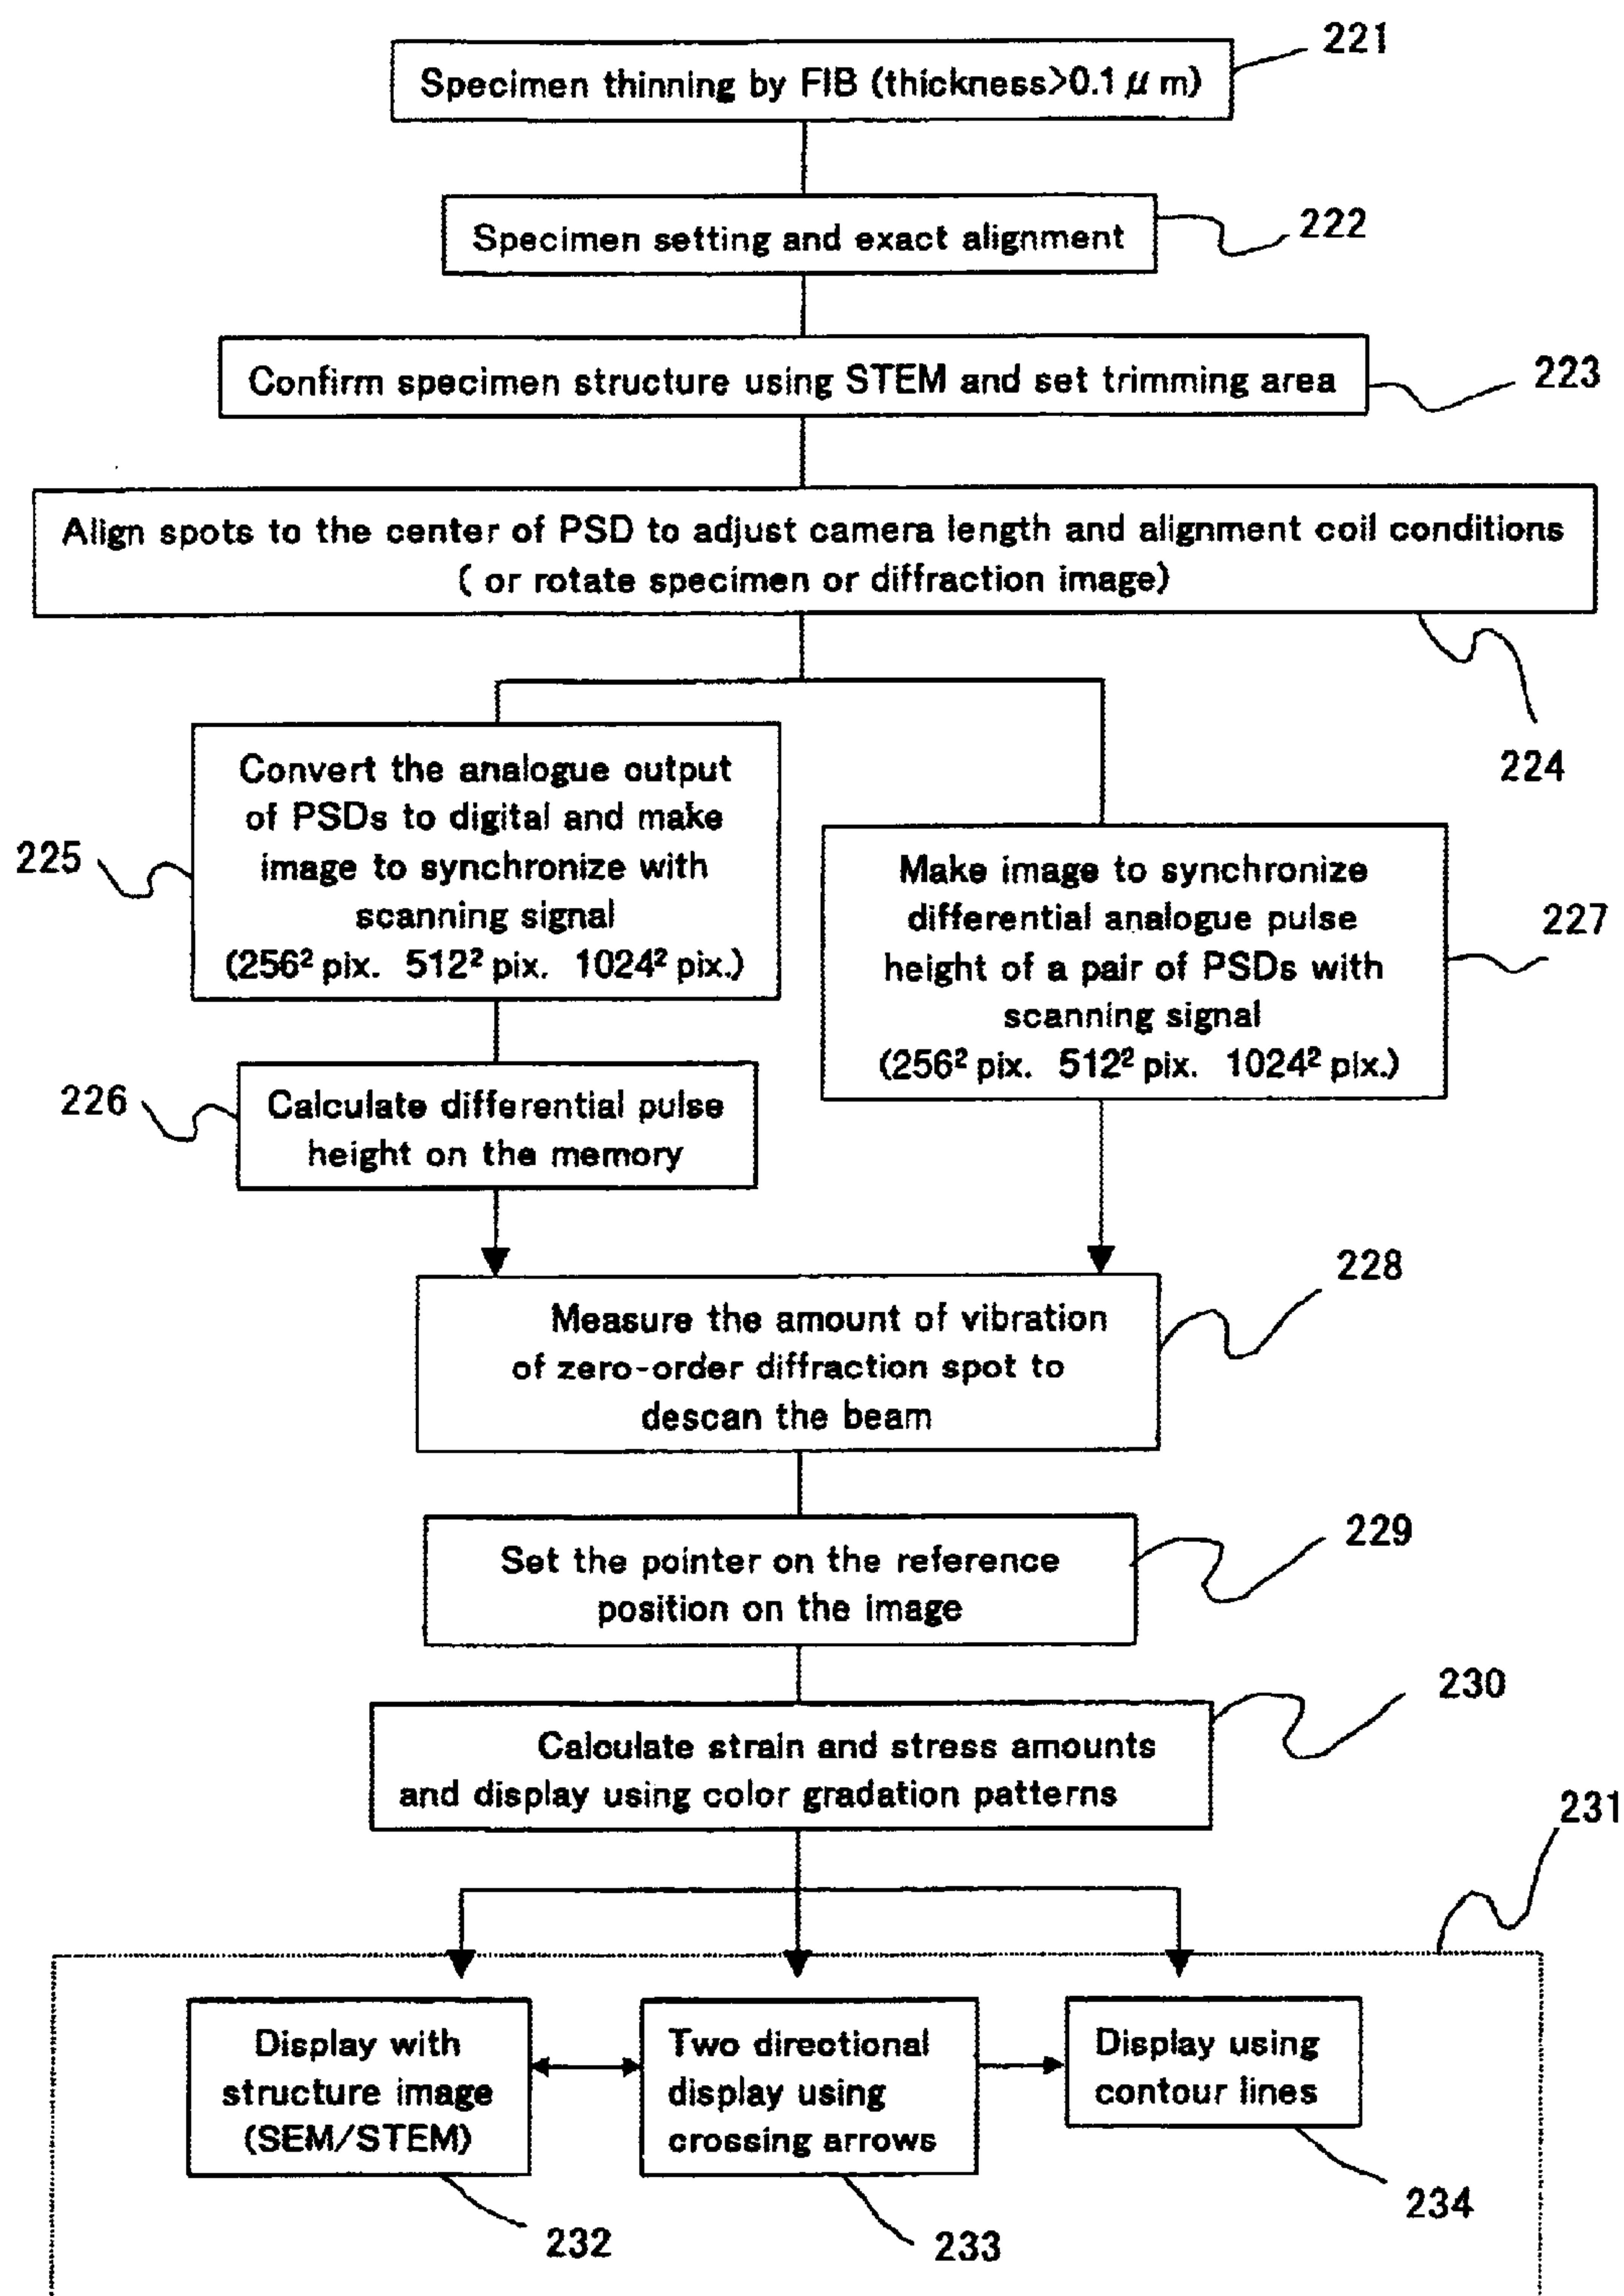 221
Specimen thinning by FIB (thickness>0.1 μm)
222
Specimen setting and exact alignment
223
Confirm specimen structure using STEM and set trimming area
Align spots to the center of PSD to adjust camera length and alignment coil conditions
( or rotate specimen or diffraction image)
224
225
Convert the analogue output
of PSDs to digital and make
image to synchronize with
scanning signal
(256² pix. 512² pix. 1024² pix.)
226
Calculate differential pulse
height on the memory
227
Make image to synchronize
differential analogue pulse
height of a pair of PSDs with
scanning signal
(256² pix. 512² pix. 1024² pix.)
228
Measure the amount of vibration
of zero-order diffraction spot to
descan the beam
229
Set the pointer on the reference
position on the image
230
Calculate strain and stress amounts
and display using color gradation patterns
231
Display with
structure image
(SEM/STEM)
232
Two directional
display using
crossing arrows
233
Display using
contour lines
234